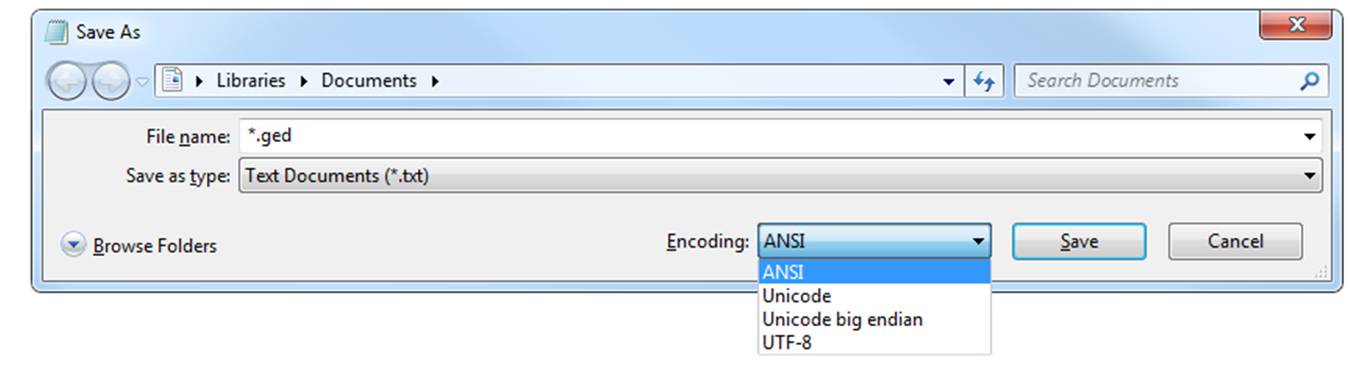 Save As
Libraries Documents
Search Documents
File name: *.ged
Save as type: Text Documents (*.txt)
Browse Folders Encoding: ANSI Save Cancel
ANSI
Unicode
Unicode big endian
UTF-8